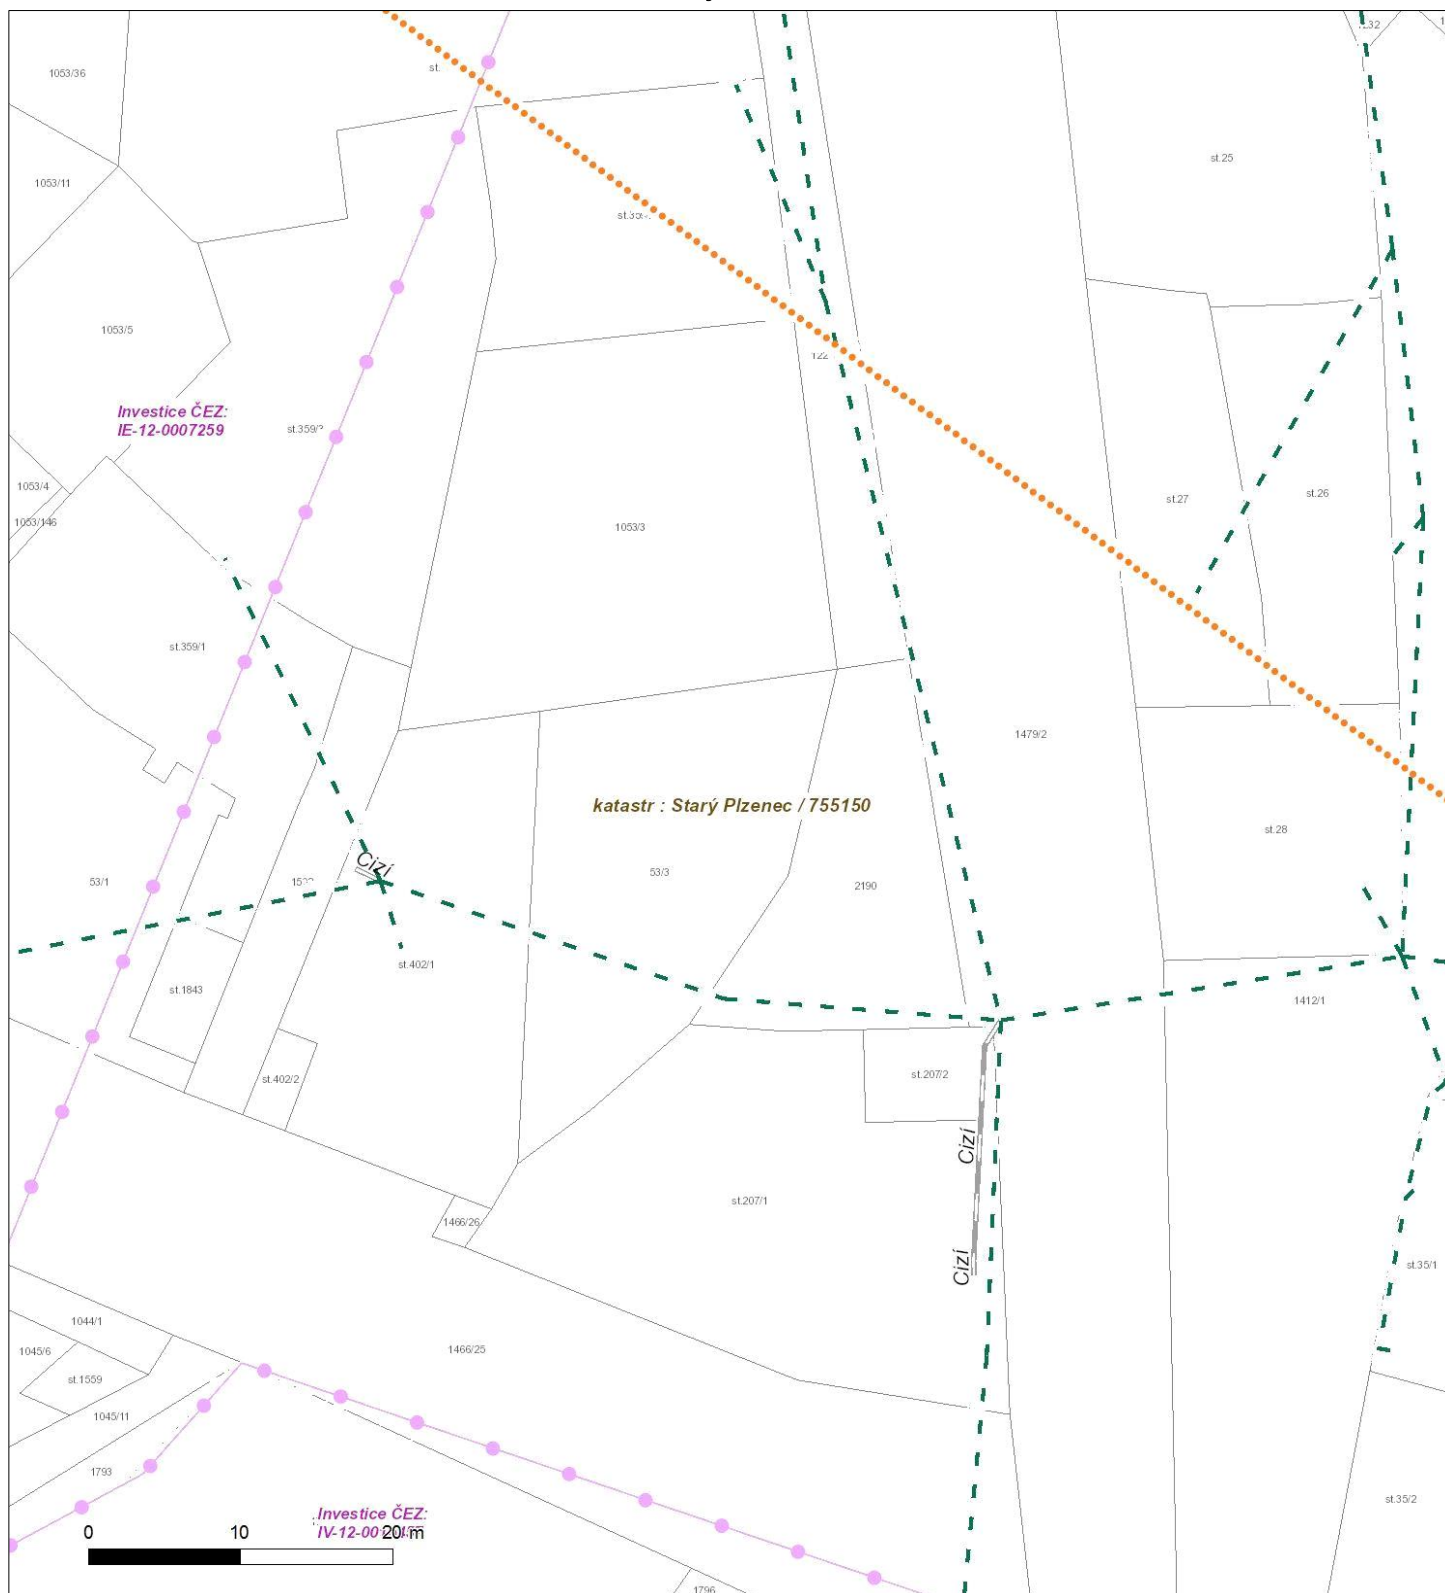 1053/36
st.
st.25
1053/11
1053/5
122
Investice ČEZ:
IE-12-0007259
1053/4
st.27
st.26
1053/146
1053/3
st.359/1
1479/2
katastr : Starý Plzenec / 755150
st.28
Cizí
53/1
53/3
2190
st.402/1
st.1843
1412/1
st.402/2
st.207/2
Cizí
st.207/1
1466/26
Cizí
st.35/1
1044/1
1045/6
1466/25
st.1559
1045/11
1793
st.35/2
Investice ČEZ:
0 10 20 m
1796